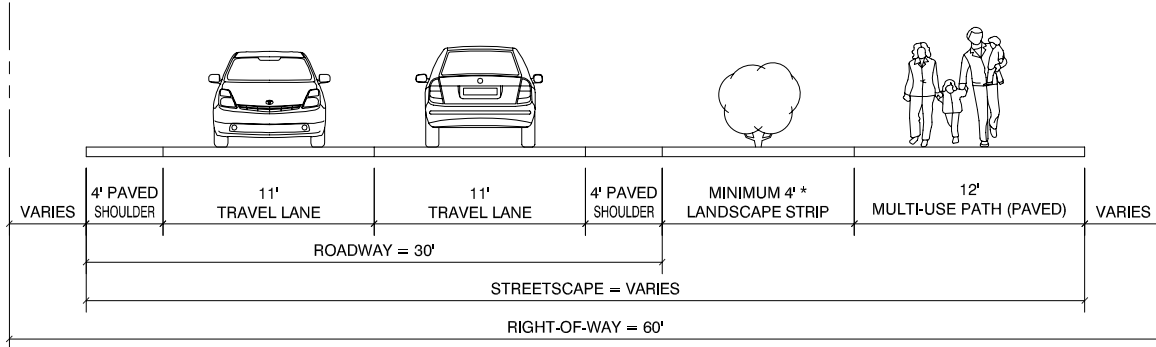 VARIES
4' PAVED
SHOULDER
11'
TRAVEL LANE
11'
TRAVEL LANE
4' PAVED
SHOULDER
MINIMUM 4' *
LANDSCAPE STRIP
12'
MULTI-USE PATH (PAVED)
VARIES
ROADWAY = 30'
STREETSCAPE = VARIES
RIGHT-OF-WAY = 60'